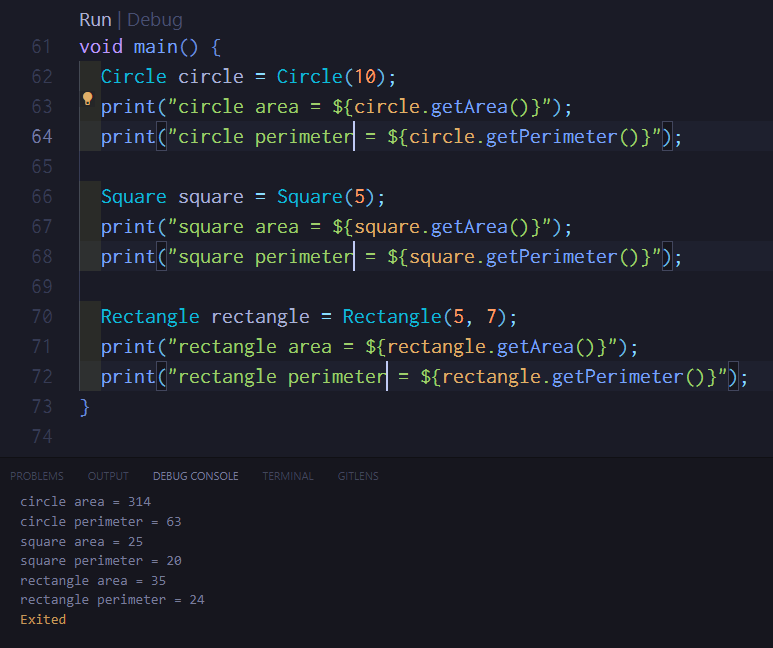 Run | Debug
61 void main() {
62 Circle circle = Circle(10);
63 print("circle area = ${circle.getArea()}");
64 print("circle perimeter = ${circle.getPerimeter()}");
65
66 Square square = Square(5);
67 print("square area = ${square.getArea()}");
68 print("square perimeter = ${square.getPerimeter()}");
69
70 Rectangle rectangle = Rectangle(5, 7);
71 print("rectangle area = ${rectangle.getArea()}");
72 print("rectangle perimeter = ${rectangle.getPerimeter()}");
73 }
74
PROBLEMS OUTPUT DEBUG CONSOLE TERMINAL GITLENS
circle area = 314
circle perimeter = 63
square area = 25
square perimeter = 20
rectangle area = 35
rectangle perimeter = 24
Exited